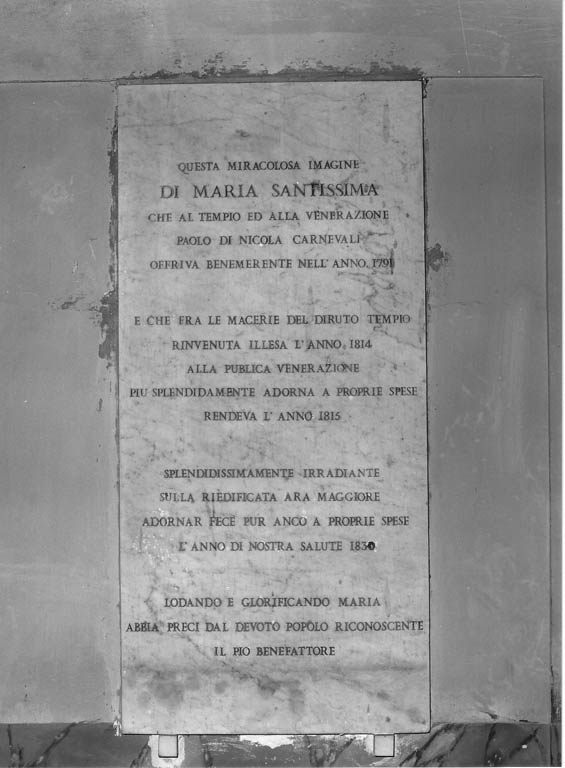 QUESTA MIRACOLOSA IMAGINE
DI MARIA SANTISSIMA
CHE AL TEMPIO ED ALLA VENERAZIONE
PAOLO DI NICOLA CARNEVALI
OFFRIVA BENEMERENTE NELL'ANNO. 1791
E CHE FRA LE MACERIE DEL DIRUTO TEMPIO
RINVENUTA ILLESA L'ANNO 1814
ALLA PUBLICA VENERAZIONE
PIU SPLENDIDAMENTE ADORNA A PROPRIE SPESE
RENDEVA L'ANNO 1815
SPLENDIDISSIMAMENTE IRRADIANTE
SULLA RIEDIFICATA ARA MAGGIORE
ADORNAR FECE PUR ANCO A PROPRIE SPESE
L'ANNO DI NOSTRA SALUTE 1830
LODANDO E GLORIFICANDO MARIA
ABBIA PRECI DAL DEVOTO POPOLO RICONOSCENTE
IL PIO BENEFATTORE